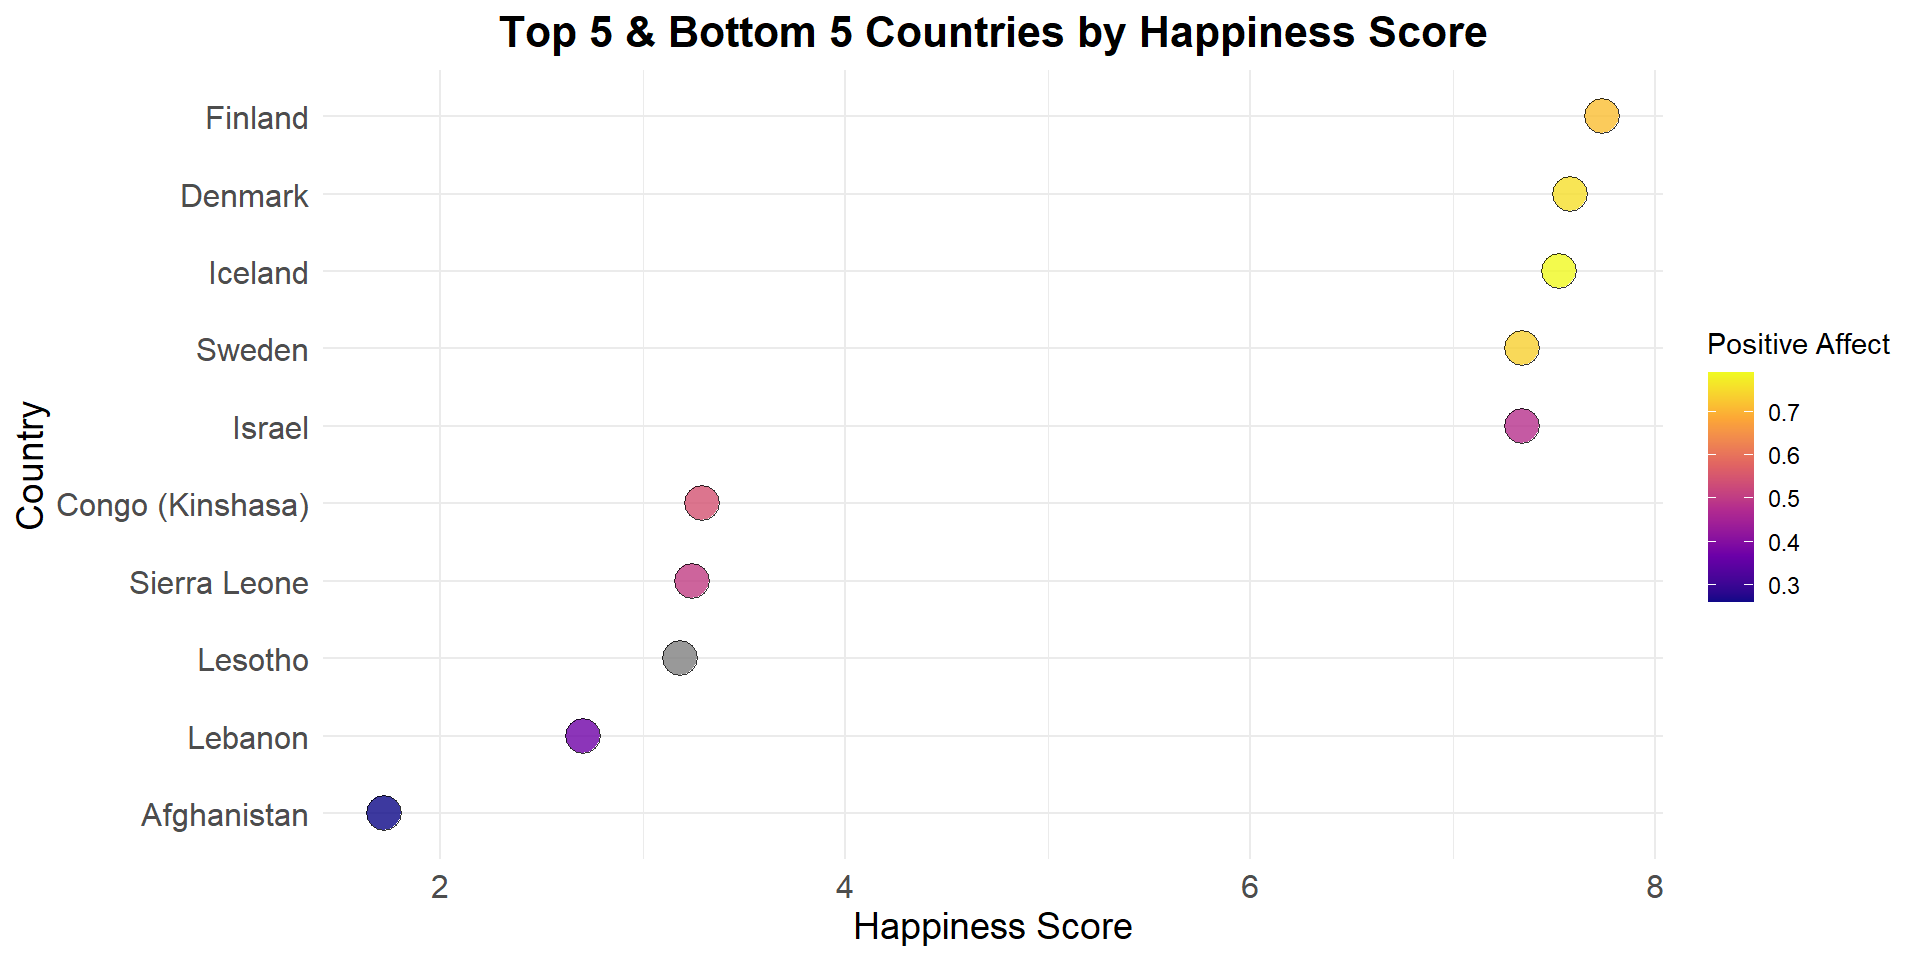 Top 5 & Bottom 5 Countries by Happiness Score
Country
Finland
Denmark
Iceland
Sweden
Israel
Congo (Kinshasa)
Sierra Leone
Lesotho
Lebanon
Afghanistan
2 4 6 8
Happiness Score
Positive Affect
0.7
0.6
0.5
0.4
0.3